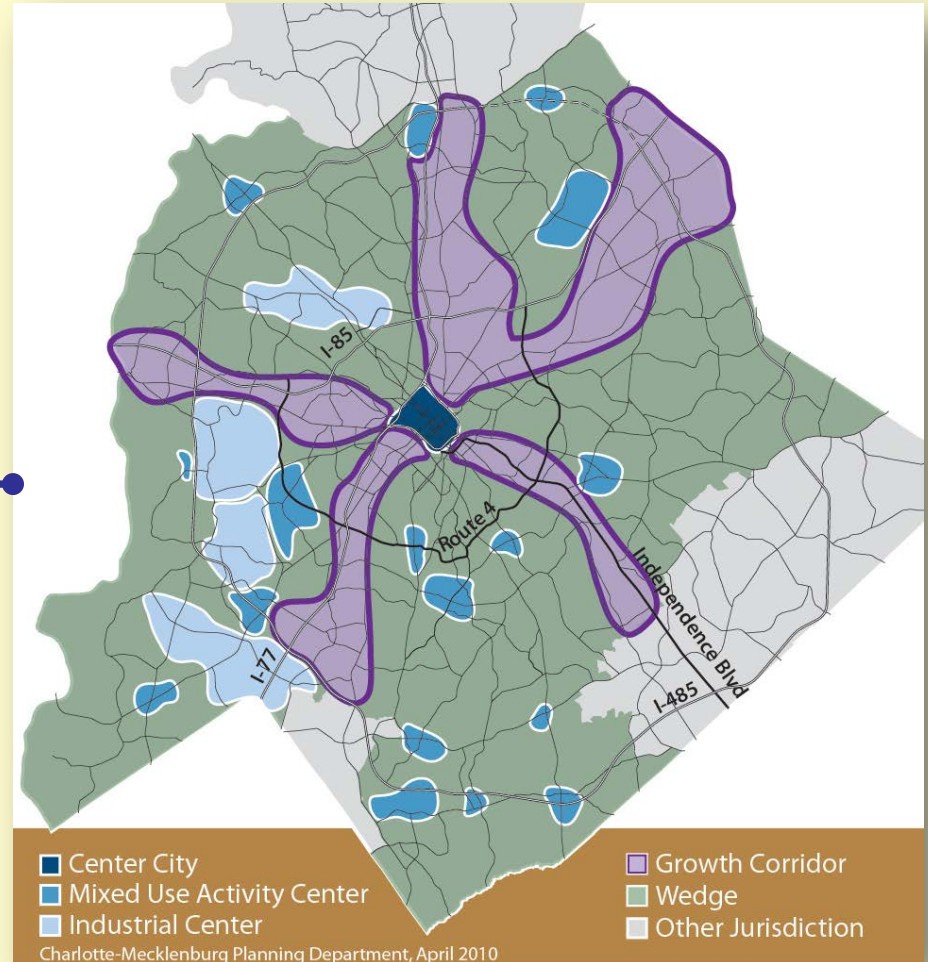 I-85
Route 4
Independence Blvd
I-77
I-485
Center City
Mixed Use Activity Center
Industrial Center
Growth Corridor
Wedge
Other Jurisdiction
Charlotte-Mecklenburg Planning Department, April 2010